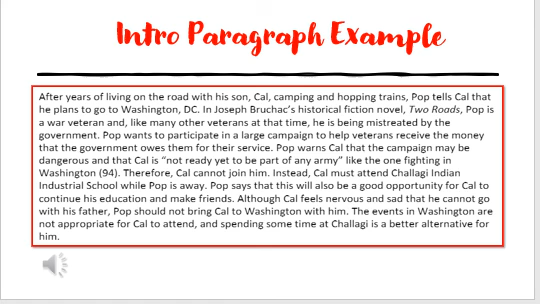 Intro Paragraph Example
After years of living on the road with his son, Cal, camping and hopping trains, Pop tells Cal that
he plans to go to Washington, DC. In Joseph Bruchac's historical fiction novel, Two Roads, Pop is
a war veteran and, like many other veterans at that time, he is being mistreated by the
government. Pop wants to participate in a large campaign to help veterans receive the money
that the government owes them for their service. Pop warns Cal that the campaign may be
dangerous and that Cal is “not ready yet to be part of any army” like the one fighting in
Washington (94). Therefore, Cal cannot join him. Instead, Cal must attend Challagi Indian
Industrial School while Pop is away. Pop says that this will also be a good opportunity for Cal to
continue his education and make friends. Although Cal feels nervous and sad that he cannot go
with his father, Pop should not bring Cal to Washington with him. The events in Washington are
not appropriate for Cal to attend, and spending some time at Challagi is a better alternative for
him.